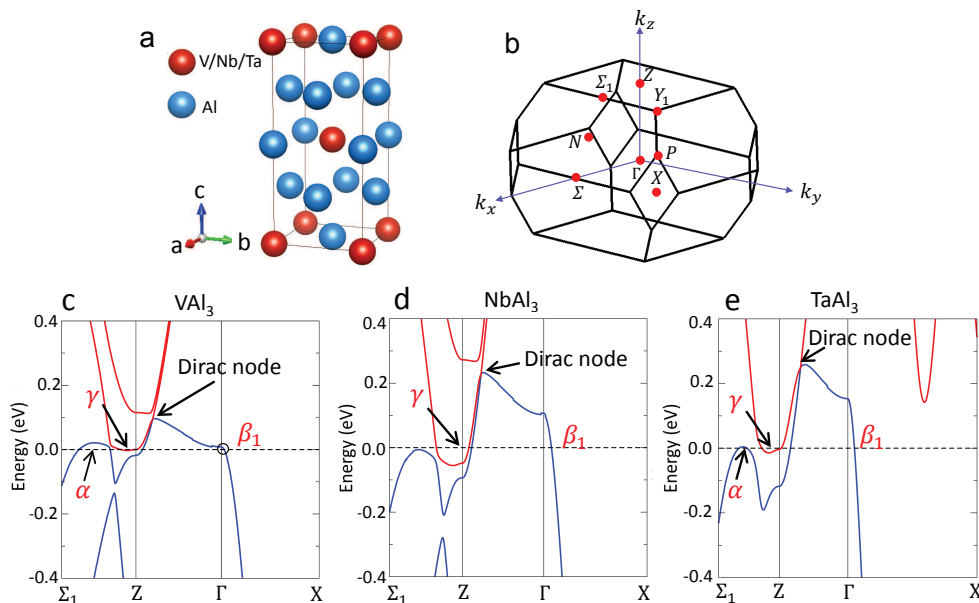 a
V/Nb/Ta
Al
c
a
b
b
k_z
Z
Σ_1
Y_1
N
P
Γ
X
Σ
k_x
k_y
c
VAl_3
0.4
0.2
0.0
-0.2
-0.4
Energy (eV)
Dirac node
γ
α
β_1
Σ_1
Z
Γ
X
d
NbAl_3
0.4
0.2
0.0
-0.2
-0.4
Energy (eV)
Dirac node
γ
β_1
Σ_1
Z
Γ
X
e
TaAl_3
0.4
0.2
0.0
-0.2
-0.4
Energy (eV)
Dirac node
γ
α
β_1
Σ_1
Z
Γ
X